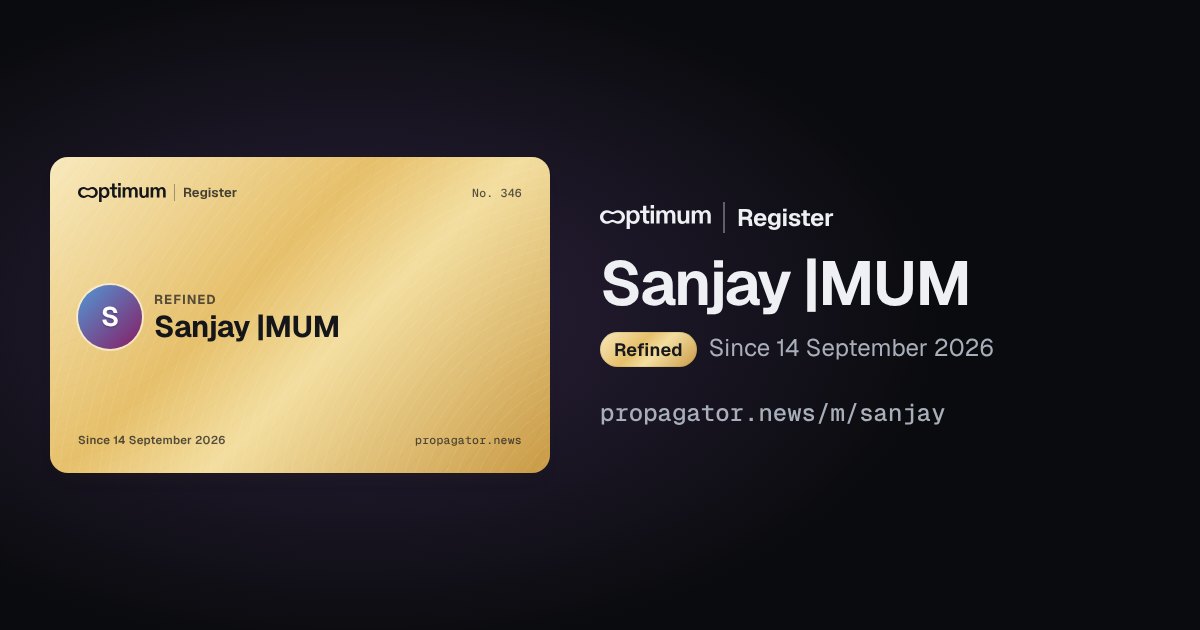 optimum | Register
No. 346
S
REFINED
Sanjay |MUM
Since 14 September 2026
propagator.news
optimum | Register
Sanjay |MUM
Refined
Since 14 September 2026
propagator.news/m/sanjay